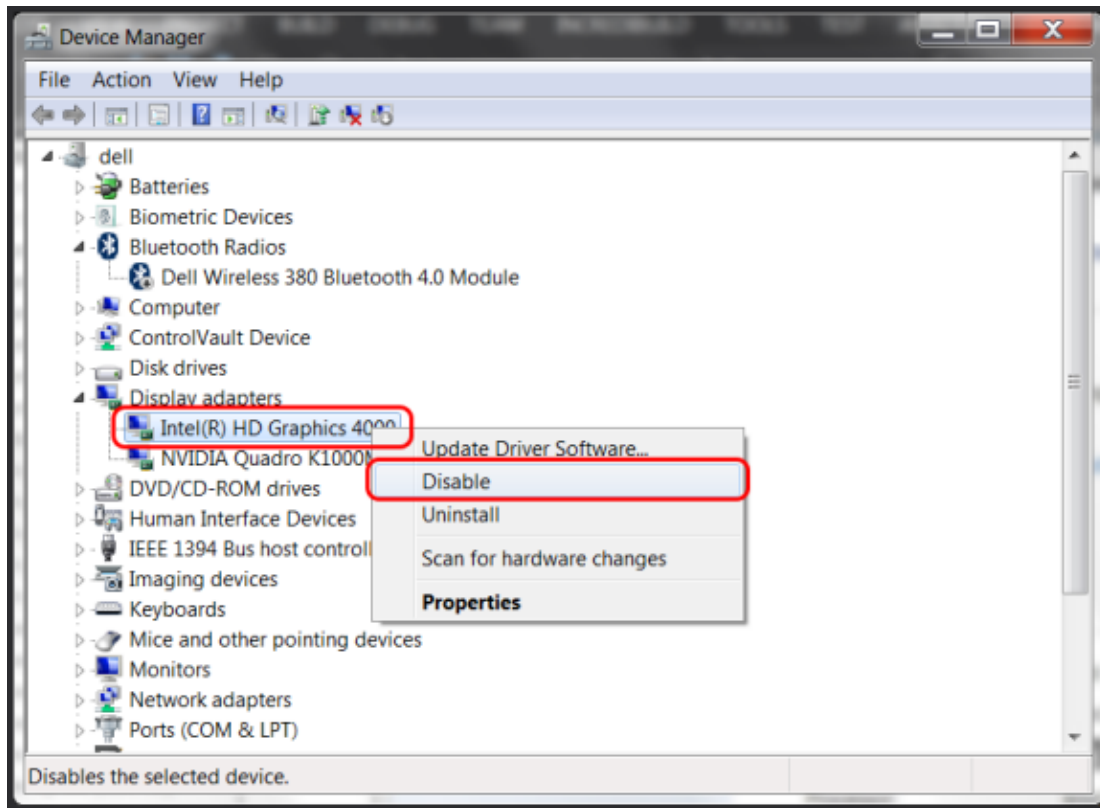 Device Manager
File Action View Help
dell
Batteries
Biometric Devices
Bluetooth Radios
Dell Wireless 380 Bluetooth 4.0 Module
Computer
ControlVault Device
Disk drives
Display adapters
Intel(R) HD Graphics 4000
NVIDIA Quadro K1000M
DVD/CD-ROM drives
Human Interface Devices
IEEE 1394 Bus host controll
Imaging devices
Keyboards
Mice and other pointing devices
Monitors
Network adapters
Ports (COM & LPT)
Update Driver Software...
Disable
Uninstall
Scan for hardware changes
Properties
Disables the selected device.